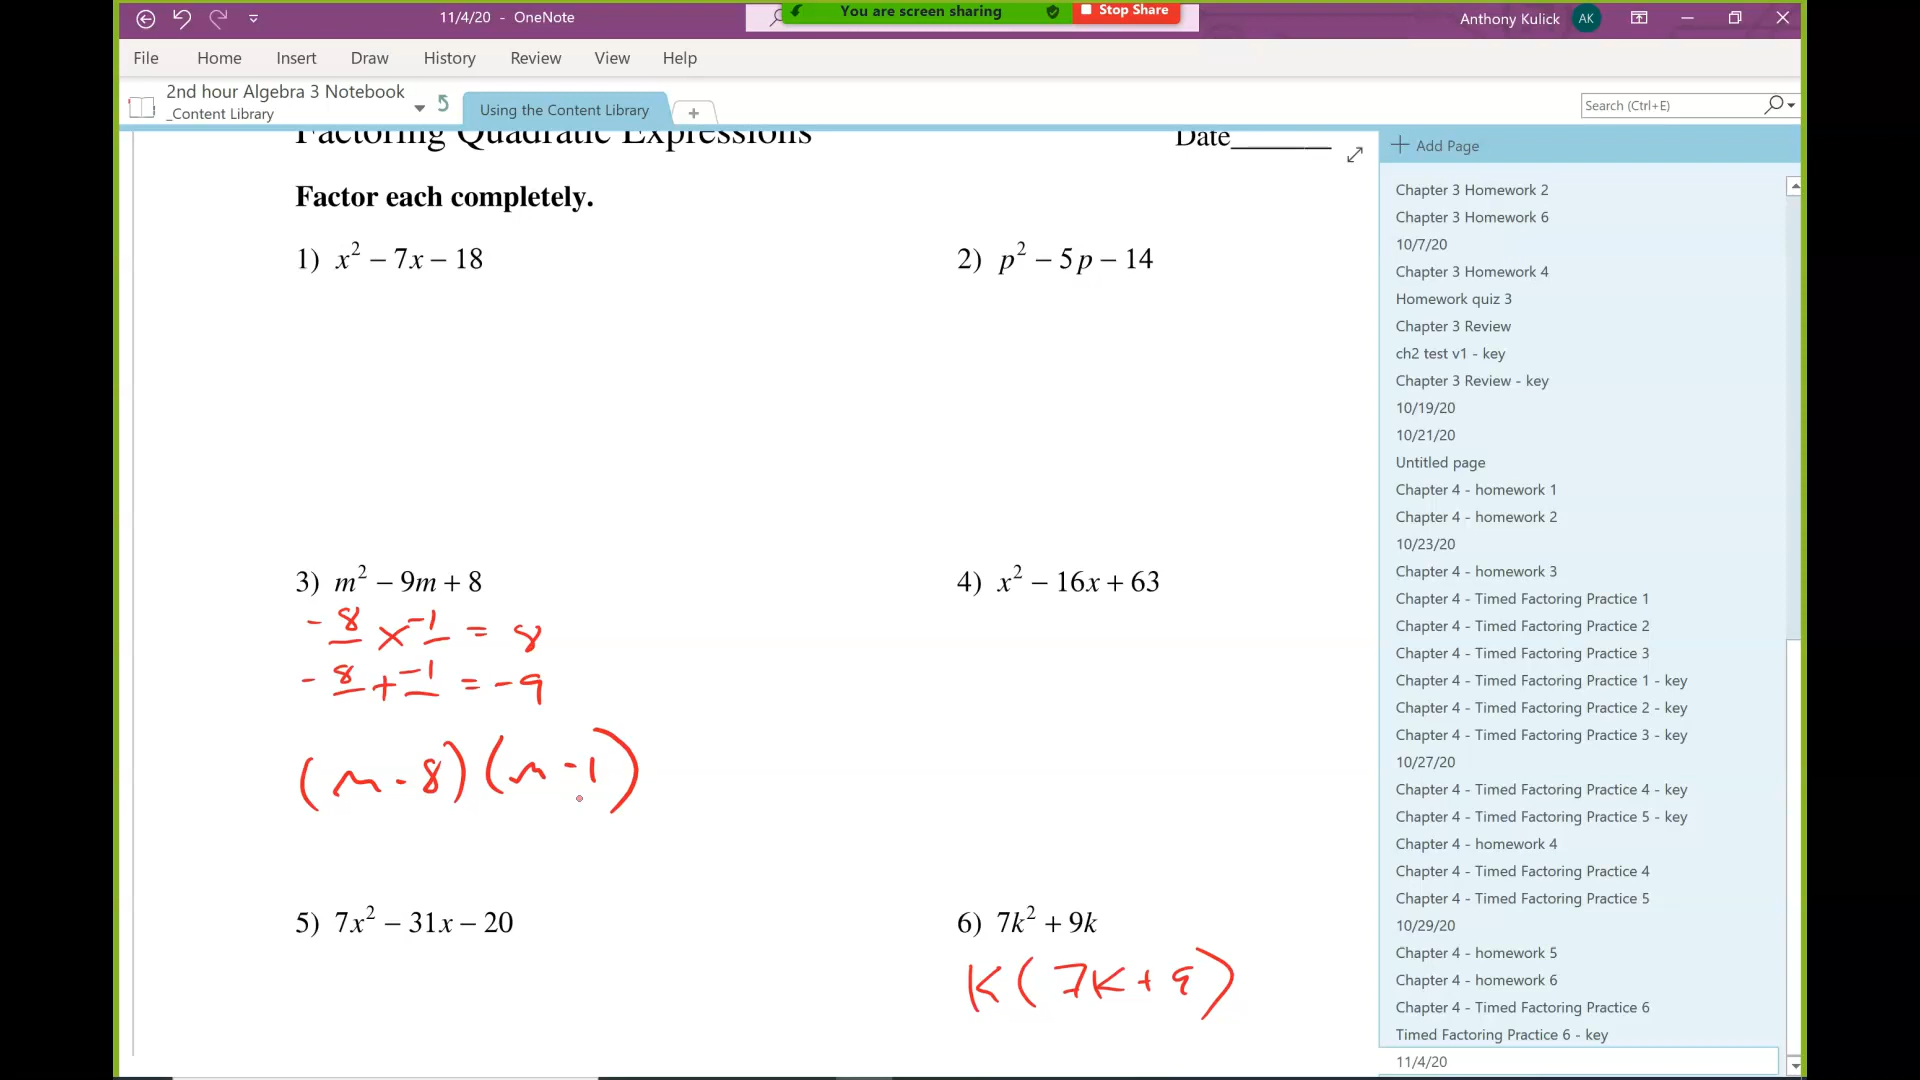 11/4/20 - OneNote
You are screen sharing
Stop Share
Anthony Kulick AK
File Home Insert Draw History Review View Help
2nd hour Algebra 3 Notebook
_Content Library
Using the Content Library
Search (Ctrl+E)
Factoring Quadratic Expressions
Date_______
Factor each completely.
1) x² − 7x − 18
2) p² − 5p − 14
3) m² − 9m + 8
-8 x -1 = 8
-8 + -1 = -9
(m-8)(m-1)
4) x² − 16x + 63
5) 7x² − 31x − 20
6) 7k² + 9k
K(7K+9)
Add Page
Chapter 3 Homework 2
Chapter 3 Homework 6
10/7/20
Chapter 3 Homework 4
Homework quiz 3
Chapter 3 Review
ch2 test v1 - key
Chapter 3 Review - key
10/19/20
10/21/20
Untitled page
Chapter 4 - homework 1
Chapter 4 - homework 2
10/23/20
Chapter 4 - homework 3
Chapter 4 - Timed Factoring Practice 1
Chapter 4 - Timed Factoring Practice 2
Chapter 4 - Timed Factoring Practice 3
Chapter 4 - Timed Factoring Practice 1 - key
Chapter 4 - Timed Factoring Practice 2 - key
Chapter 4 - Timed Factoring Practice 3 - key
10/27/20
Chapter 4 - Timed Factoring Practice 4 - key
Chapter 4 - Timed Factoring Practice 5 - key
Chapter 4 - homework 4
Chapter 4 - Timed Factoring Practice 4
Chapter 4 - Timed Factoring Practice 5
10/29/20
Chapter 4 - homework 5
Chapter 4 - homework 6
Chapter 4 - Timed Factoring Practice 6
Timed Factoring Practice 6 - key
11/4/20